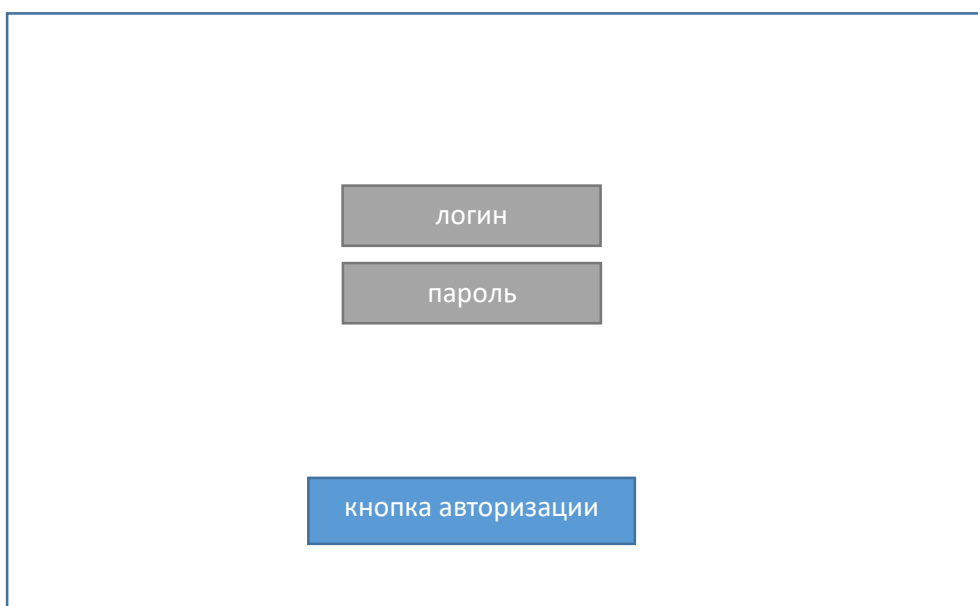 логин
пароль
кнопка авторизации